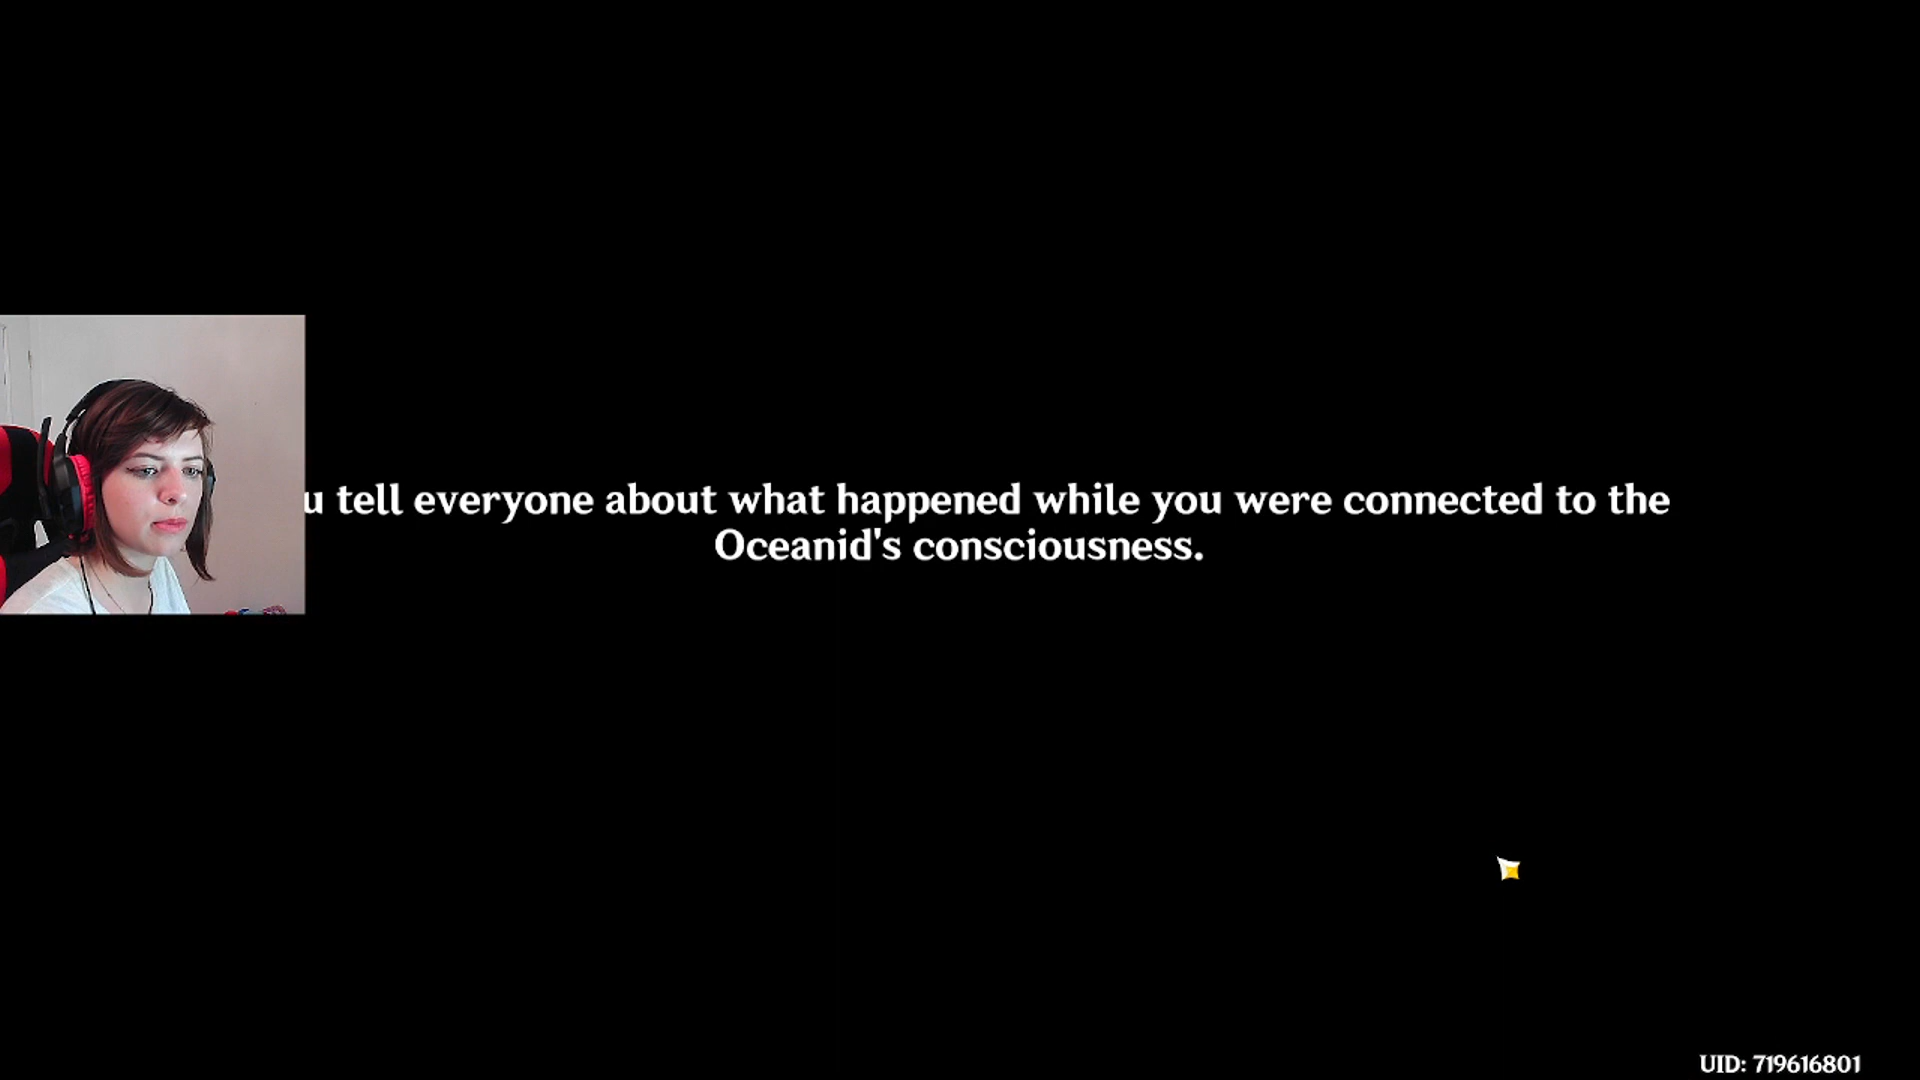 tell everyone about what happened while you were connected to the
Oceanid's consciousness.
UID: 719616801